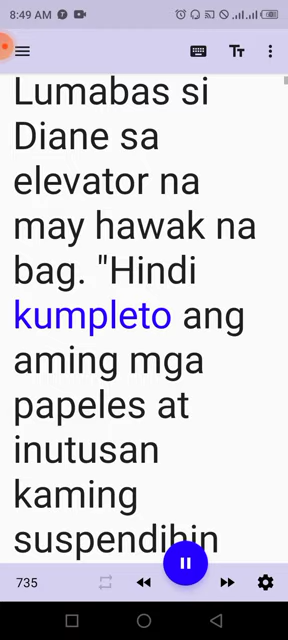 8:49 AM
Lumabas si
Diane sa
elevator na
may hawak na
bag. "Hindi
kumpleto ang
aming mga
papeles at
inutusan
kaming
suspendihin
735